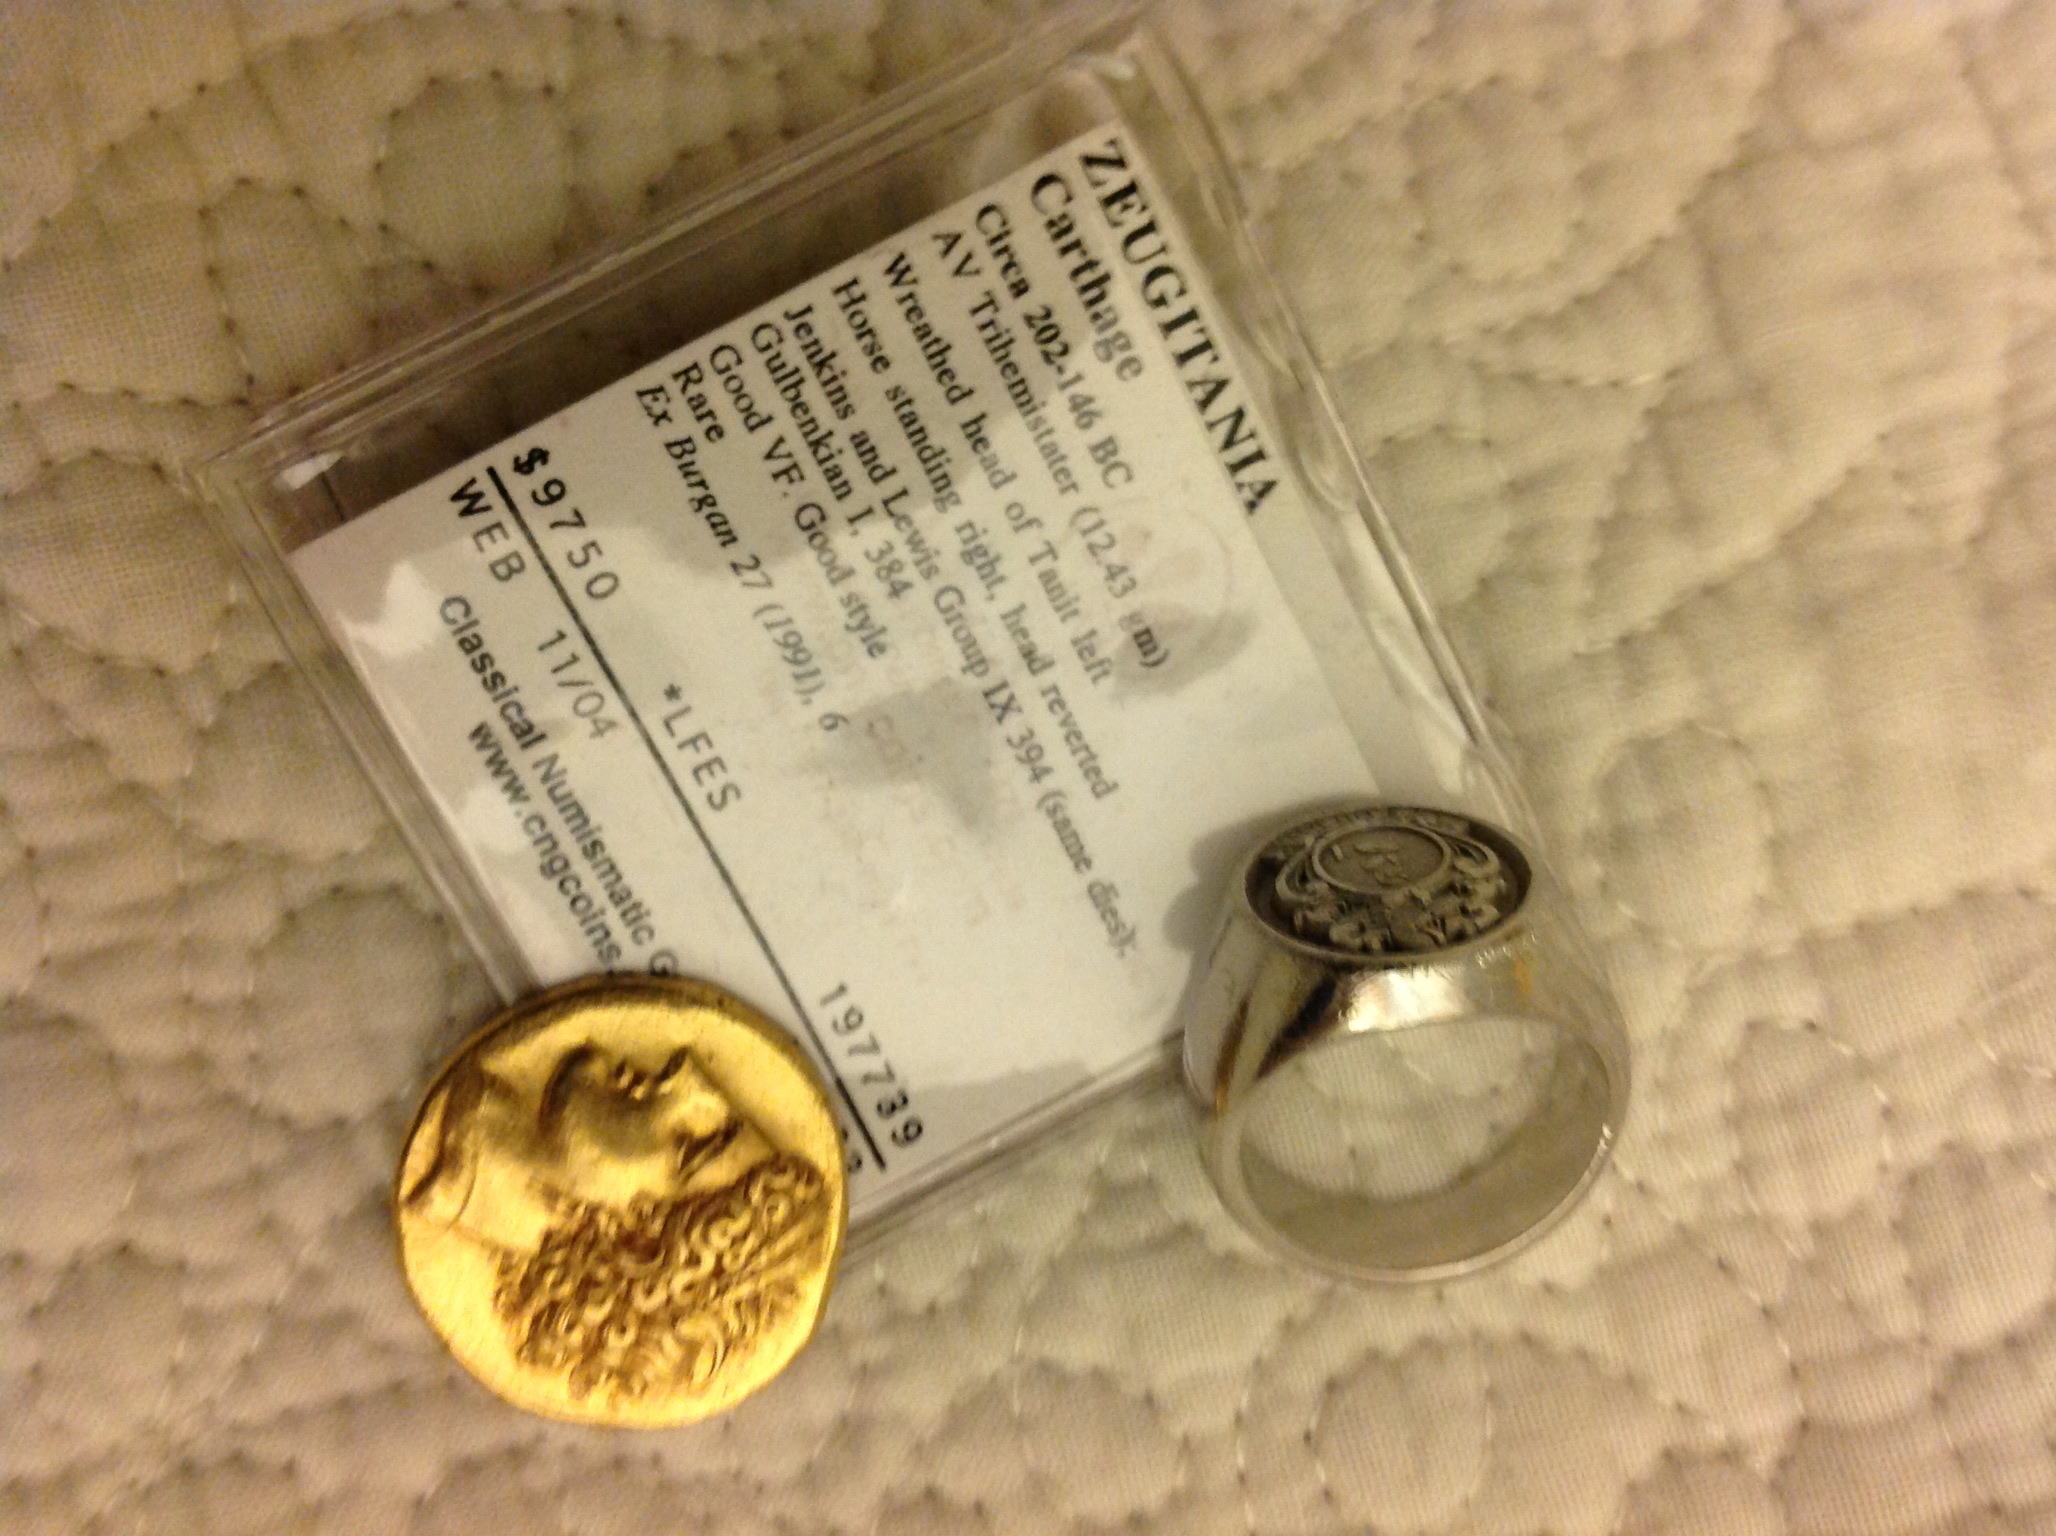 ZEUGITANIA
Carthage
Circa 202-146 BC
AV Trihemistater (12.43 gm)
Wreathed head of Tanit left
Horse standing right, head reverted
Jenkins and Lewis Group IX 394 (same dies);
Gulbenkian I, 384
Good VF. Good style
Rare
Ex Burgan 27 (1991), 6
$9750 *LFES 197739
WEB 11/04
Classical Numismatic G
www.cngcoins.